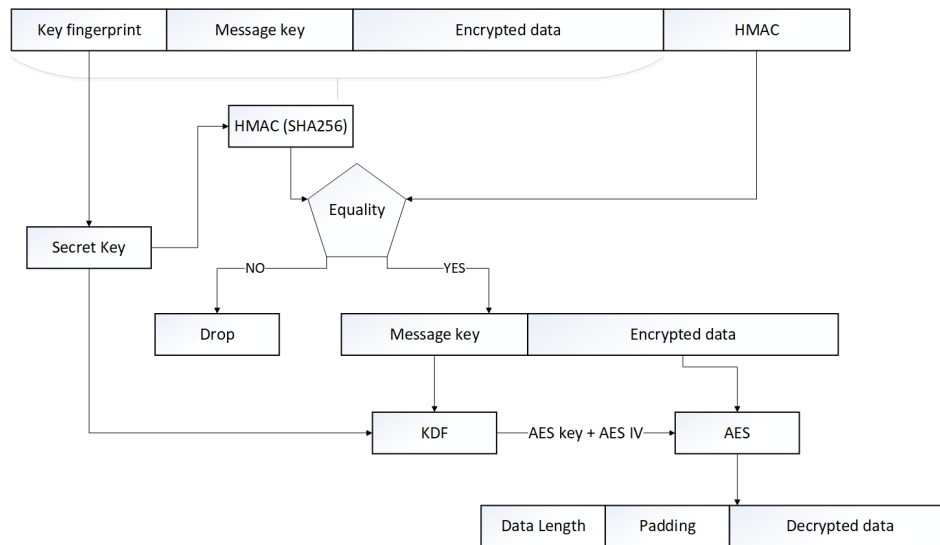 Key fingerprint
Message key
Encrypted data
HMAC
HMAC (SHA256)
Equality
Secret Key
NO
YES
Drop
Message key
Encrypted data
KDF
AES key + AES IV
AES
Data Length
Padding
Decrypted data